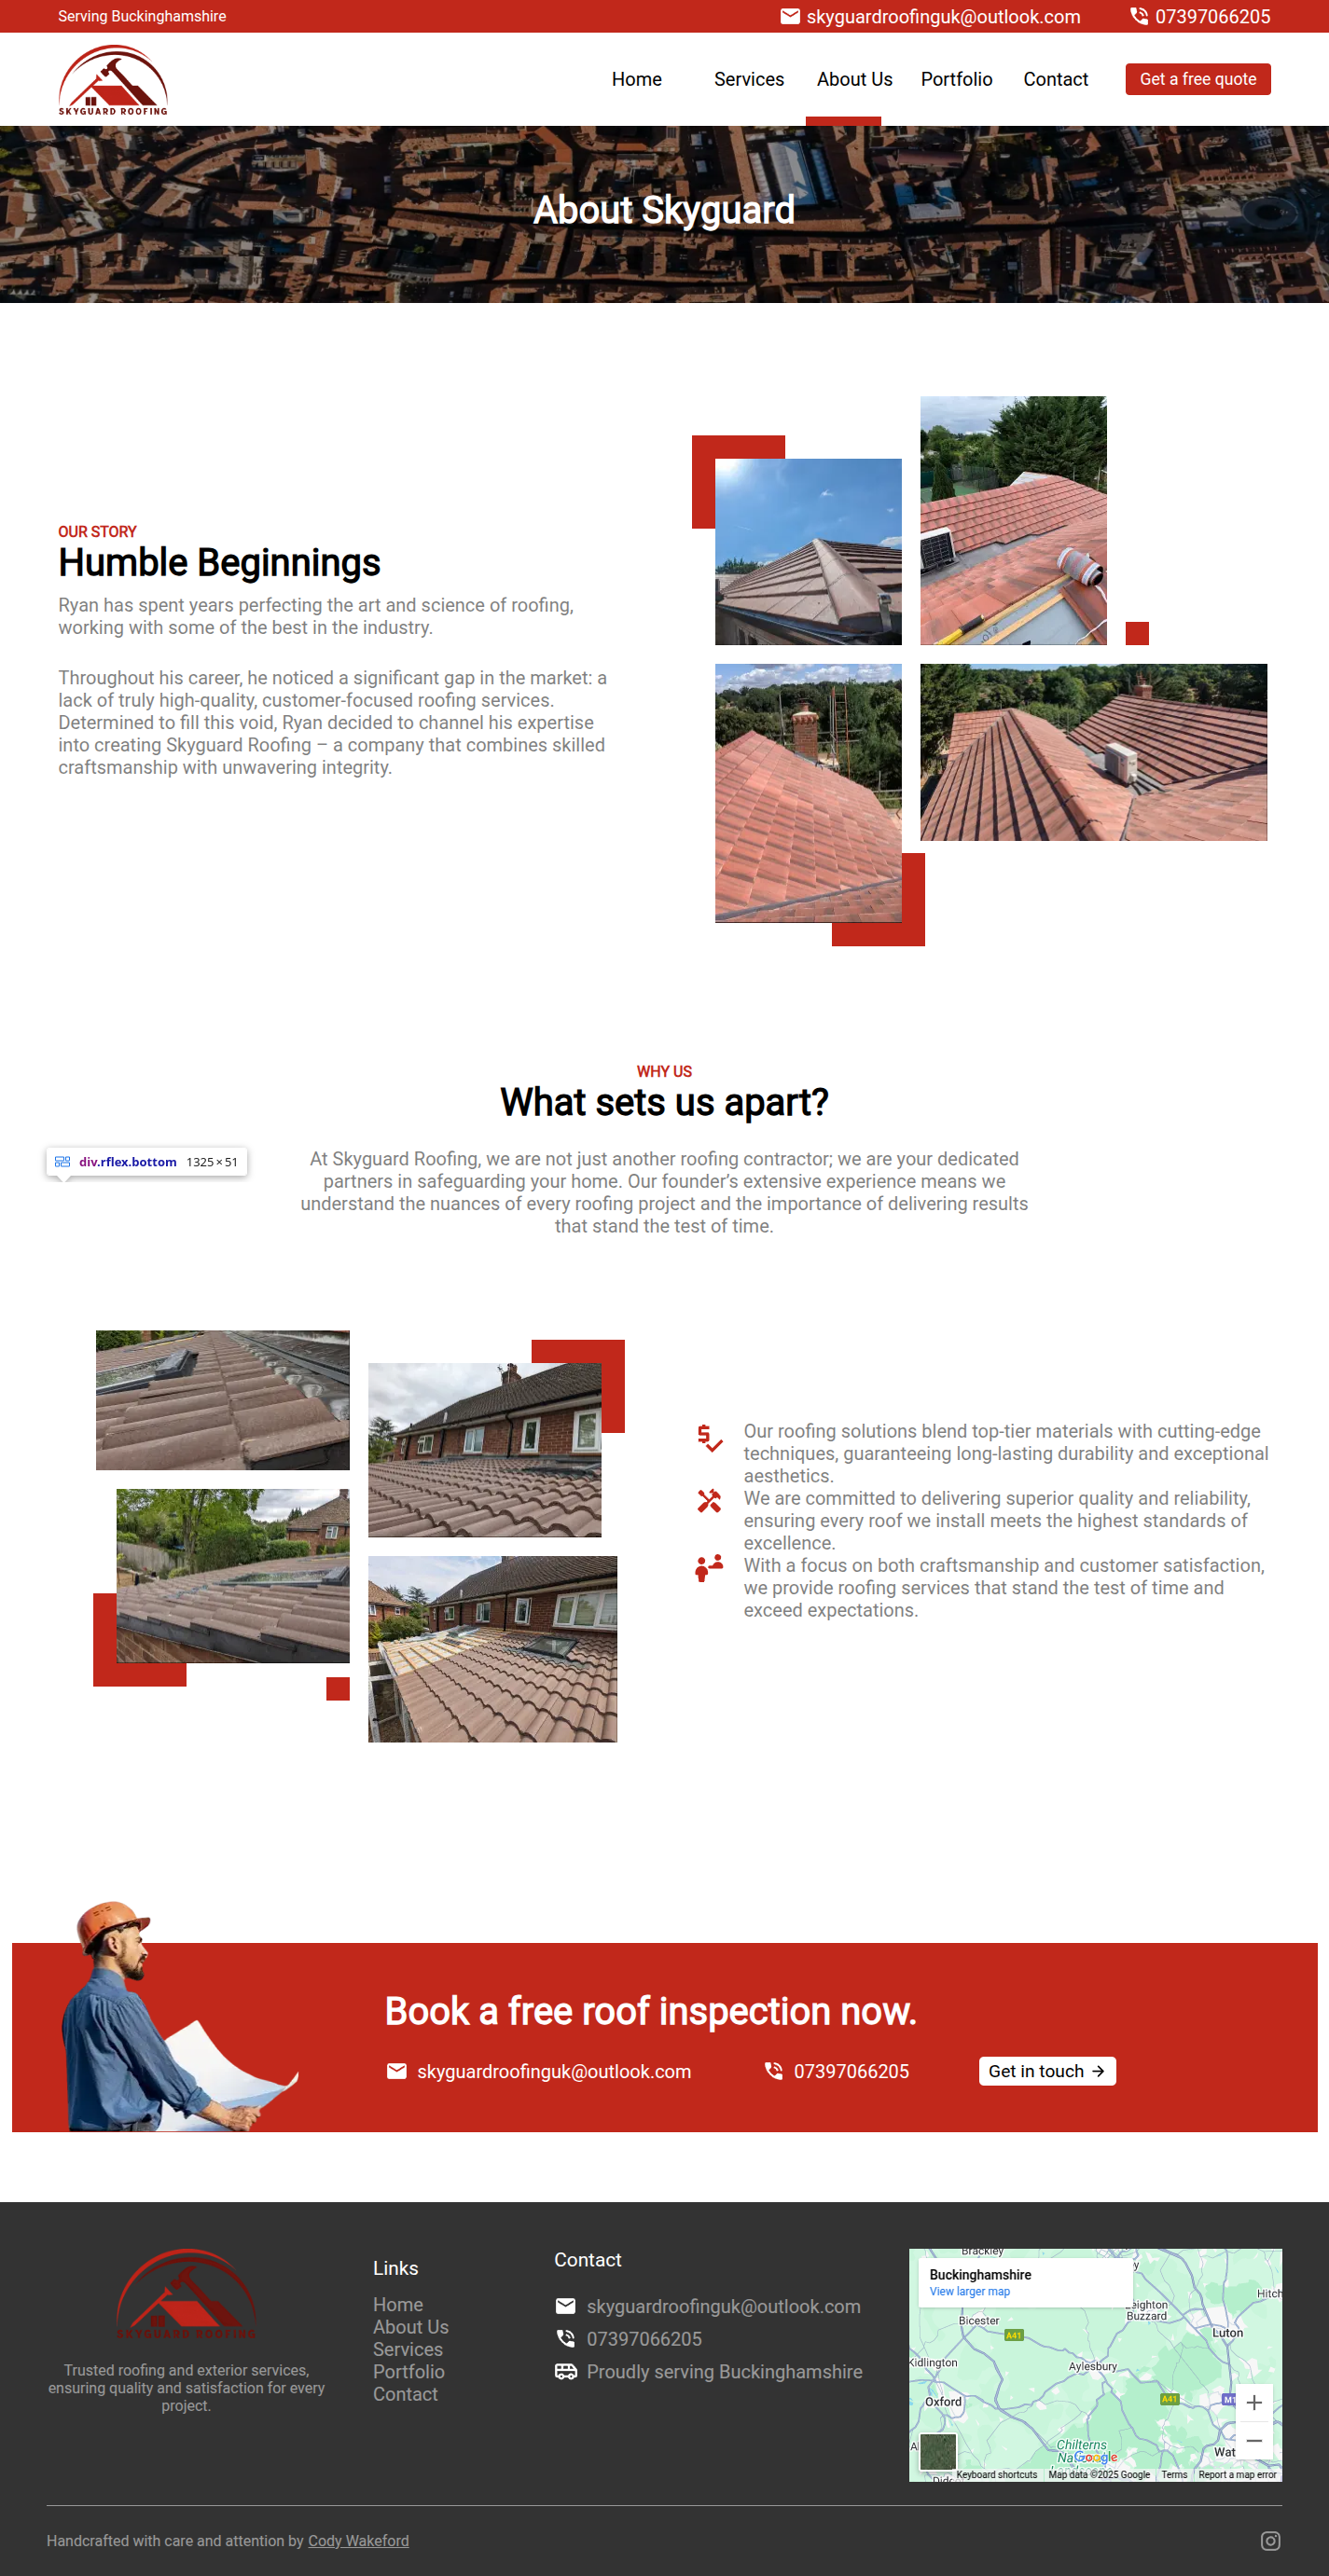 Serving Buckinghamshire
skyguardroofinguk@outlook.com
07397066205
SKYGUARD ROOFING
Home
Services
About Us
Portfolio
Contact
Get a free quote
About Skyguard
OUR STORY
Humble Beginnings
Ryan has spent years perfecting the art and science of roofing,
working with some of the best in the industry.
Throughout his career, he noticed a significant gap in the market: a
lack of truly high-quality, customer-focused roofing services.
Determined to fill this void, Ryan decided to channel his expertise
into creating Skyguard Roofing – a company that combines skilled
craftsmanship with unwavering integrity.
WHY US
What sets us apart?
div.rflex.bottom 1325 × 51
At Skyguard Roofing, we are not just another roofing contractor; we are your dedicated
partners in safeguarding your home. Our founder’s extensive experience means we
understand the nuances of every roofing project and the importance of delivering results
that stand the test of time.
Our roofing solutions blend top-tier materials with cutting-edge
techniques, guaranteeing long-lasting durability and exceptional
aesthetics.
We are committed to delivering superior quality and reliability,
ensuring every roof we install meets the highest standards of
excellence.
With a focus on both craftsmanship and customer satisfaction,
we provide roofing services that stand the test of time and
exceed expectations.
Book a free roof inspection now.
skyguardroofinguk@outlook.com
07397066205
Get in touch
SKYGUARD ROOFING
Trusted roofing and exterior services,
ensuring quality and satisfaction for every
project.
Links
Home
About Us
Services
Portfolio
Contact
Contact
skyguardroofinguk@outlook.com
07397066205
Proudly serving Buckinghamshire
Brackley
Buckinghamshire
View larger map
Hitch
Leighton
Buzzard
Bicester
A41
Luton
Kidlington
Aylesbury
A41
M1
Oxford
Chilterns
Google
Wat
Keyboard shortcuts
Map data ©2025 Google
Terms
Report a map error
Handcrafted with care and attention by Cody Wakeford